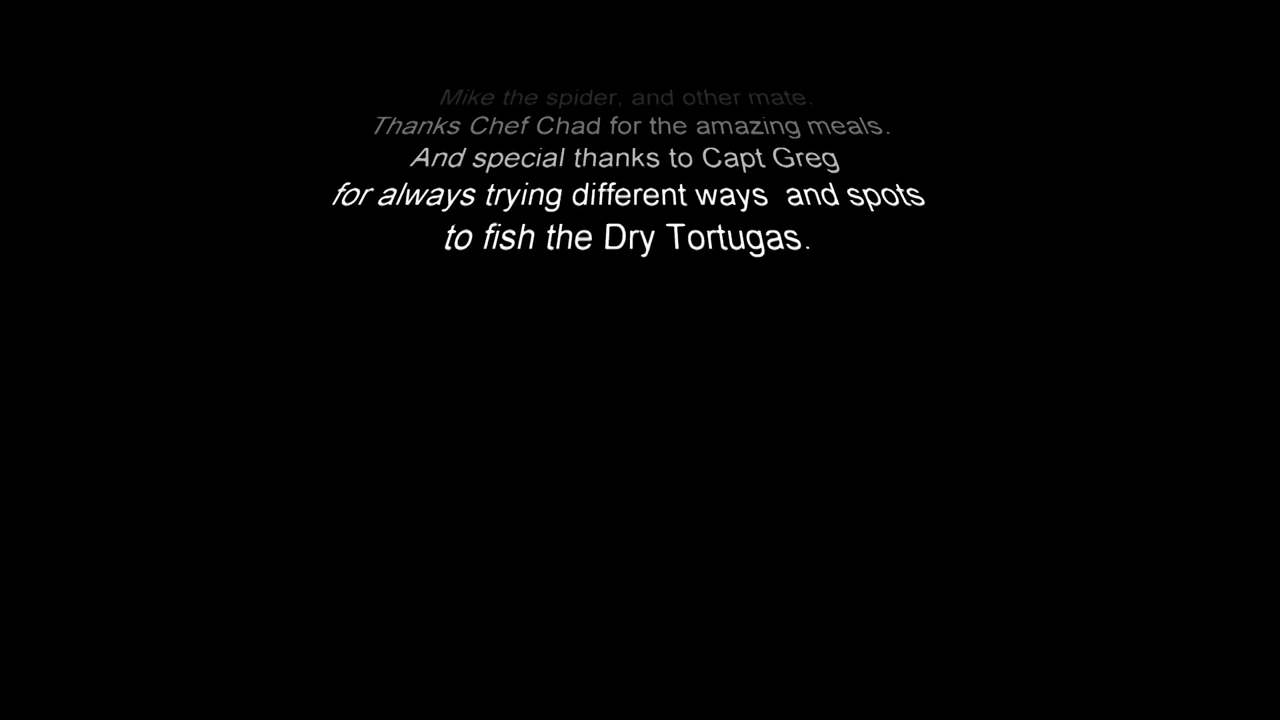 Mike the spider, and other mate.
Thanks Chef Chad for the amazing meals.
And special thanks to Capt Greg
for always trying different ways  and spots
to fish the Dry Tortugas.